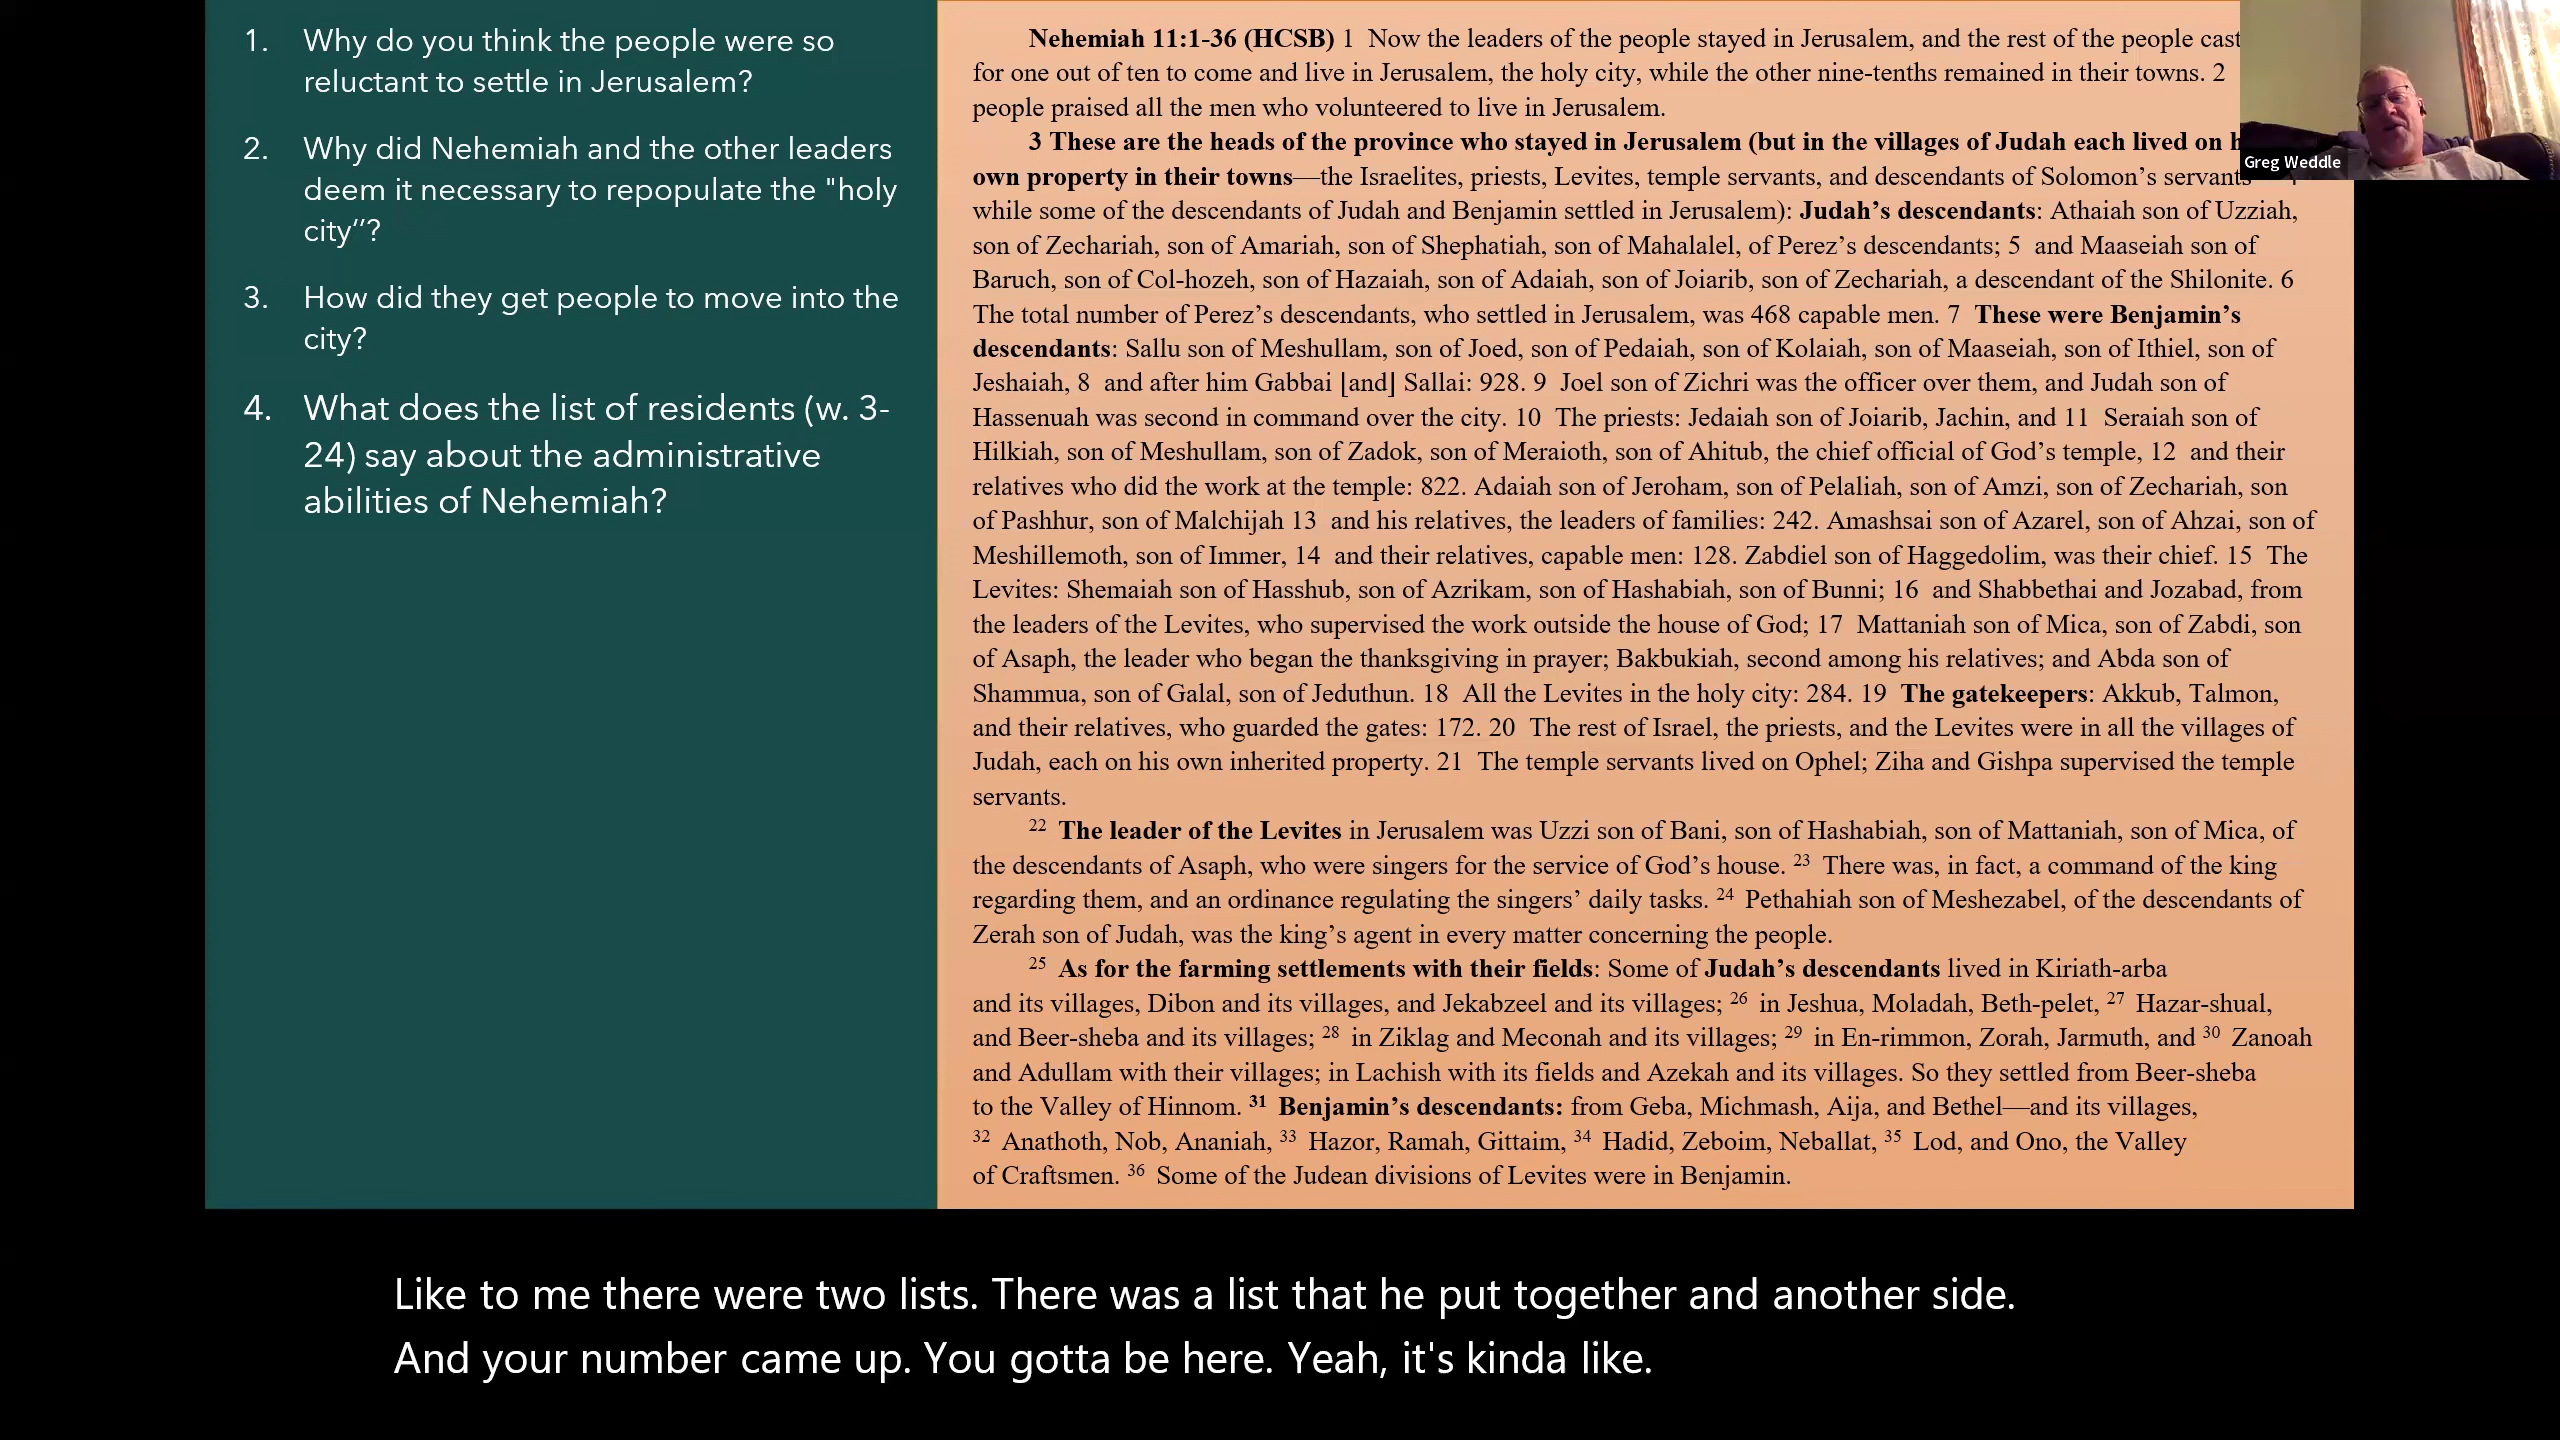 1. Why do you think the people were so
reluctant to settle in Jerusalem?
2. Why did Nehemiah and the other leaders
deem it necessary to repopulate the "holy
city”?
3. How did they get people to move into the
city?
4. What does the list of residents (w. 3-
24) say about the administrative
abilities of Nehemiah?
Nehemiah 11:1-36 (HCSB) 1 Now the leaders of the people stayed in Jerusalem, and the rest of the people cast
for one out of ten to come and live in Jerusalem, the holy city, while the other nine-tenths remained in their towns. 2
people praised all the men who volunteered to live in Jerusalem.
3 These are the heads of the province who stayed in Jerusalem (but in the villages of Judah each lived on
own property in their towns—the Israelites, priests, Levites, temple servants, and descendants of Solomon’s servants
while some of the descendants of Judah and Benjamin settled in Jerusalem): Judah’s descendants: Athaiah son of Uzziah,
son of Zechariah, son of Amariah, son of Shephatiah, son of Mahalalel, of Perez’s descendants; 5 and Maaseiah son of
Baruch, son of Col-hozeh, son of Hazaiah, son of Adaiah, son of Joiarib, son of Zechariah, a descendant of the Shilonite. 6
The total number of Perez’s descendants, who settled in Jerusalem, was 468 capable men. 7 These were Benjamin’s
descendants: Sallu son of Meshullam, son of Joed, son of Pedaiah, son of Kolaiah, son of Maaseiah, son of Ithiel, son of
Jeshaiah, 8 and after him Gabbai [and] Sallai: 928. 9 Joel son of Zichri was the officer over them, and Judah son of
Hassenuah was second in command over the city. 10 The priests: Jedaiah son of Joiarib, Jachin, and 11 Seraiah son of
Hilkiah, son of Meshullam, son of Zadok, son of Meraioth, son of Ahitub, the chief official of God’s temple, 12 and their
relatives who did the work at the temple: 822. Adaiah son of Jeroham, son of Pelaliah, son of Amzi, son of Zechariah, son
of Pashhur, son of Malchijah 13 and his relatives, the leaders of families: 242. Amashsai son of Azarel, son of Ahzai, son of
Meshillemoth, son of Immer, 14 and their relatives, capable men: 128. Zabdiel son of Haggedolim, was their chief. 15 The
Levites: Shemaiah son of Hasshub, son of Azrikam, son of Hashabiah, son of Bunni; 16 and Shabbethai and Jozabad, from
the leaders of the Levites, who supervised the work outside the house of God; 17 Mattaniah son of Mica, son of Zabdi, son
of Asaph, the leader who began the thanksgiving in prayer; Bakbukiah, second among his relatives; and Abda son of
Shammua, son of Galal, son of Jeduthun. 18 All the Levites in the holy city: 284. 19 The gatekeepers: Akkub, Talmon,
and their relatives, who guarded the gates: 172. 20 The rest of Israel, the priests, and the Levites were in all the villages of
Judah, each on his own inherited property. 21 The temple servants lived on Ophel; Ziha and Gishpa supervised the temple
servants.
22 The leader of the Levites in Jerusalem was Uzzi son of Bani, son of Hashabiah, son of Mattaniah, son of Mica, of
the descendants of Asaph, who were singers for the service of God’s house. 23 There was, in fact, a command of the king
regarding them, and an ordinance regulating the singers’ daily tasks. 24 Pethahiah son of Meshezabel, of the descendants of
Zerah son of Judah, was the king’s agent in every matter concerning the people.
25 As for the farming settlements with their fields: Some of Judah’s descendants lived in Kiriath-arba
and its villages, Dibon and its villages, and Jekabzeel and its villages; 26 in Jeshua, Moladah, Beth-pelet, 27 Hazar-shual,
and Beer-sheba and its villages; 28 in Ziklag and Meconah and its villages; 29 in En-rimmon, Zorah, Jarmuth, and 30 Zanoah
and Adullam with their villages; in Lachish with its fields and Azekah and its villages. So they settled from Beer-sheba
to the Valley of Hinnom. 31 Benjamin’s descendants: from Geba, Michmash, Aija, and Bethel—and its villages,
32 Anathoth, Nob, Ananiah, 33 Hazor, Ramah, Gittaim, 34 Hadid, Zeboim, Neballat, 35 Lod, and Ono, the Valley
of Craftsmen. 36 Some of the Judean divisions of Levites were in Benjamin.
Greg Weddle
Like to me there were two lists. There was a list that he put together and another side.
And your number came up. You gotta be here. Yeah, it's kinda like.